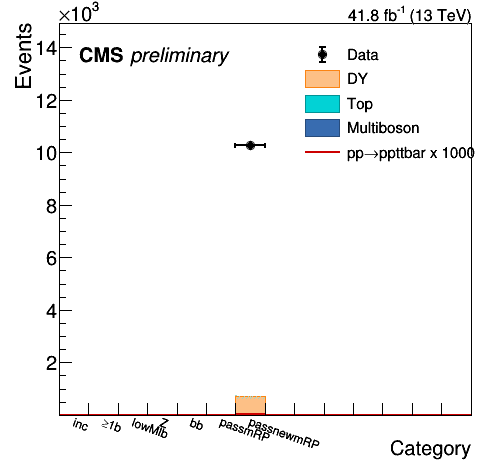 ×10³
41.8 fb⁻¹ (13 TeV)
Events
CMS preliminary
Data
DY
Top
Multiboson
pp→ppttbar x 1000
14
12
10
8
6
4
2
inc
≥1b
lowMlb
Z
bb
passmRP
passnewmRP
Category